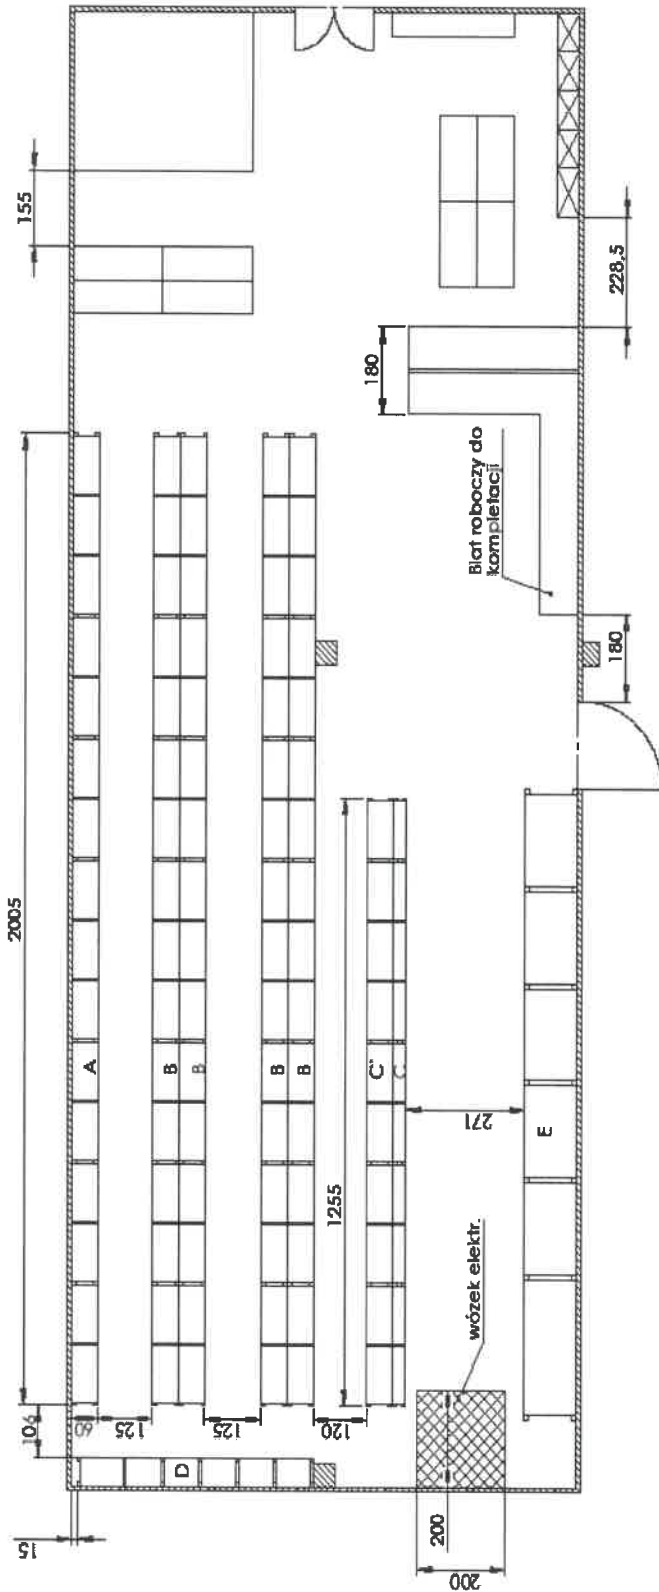 155
228,5
180
Blat roboczy do
kompletacji
180
2005
A
B
B
B
B
C'
C
1255
271
E
wózek elektr.
106
60
125
125
120
D
15
200
200